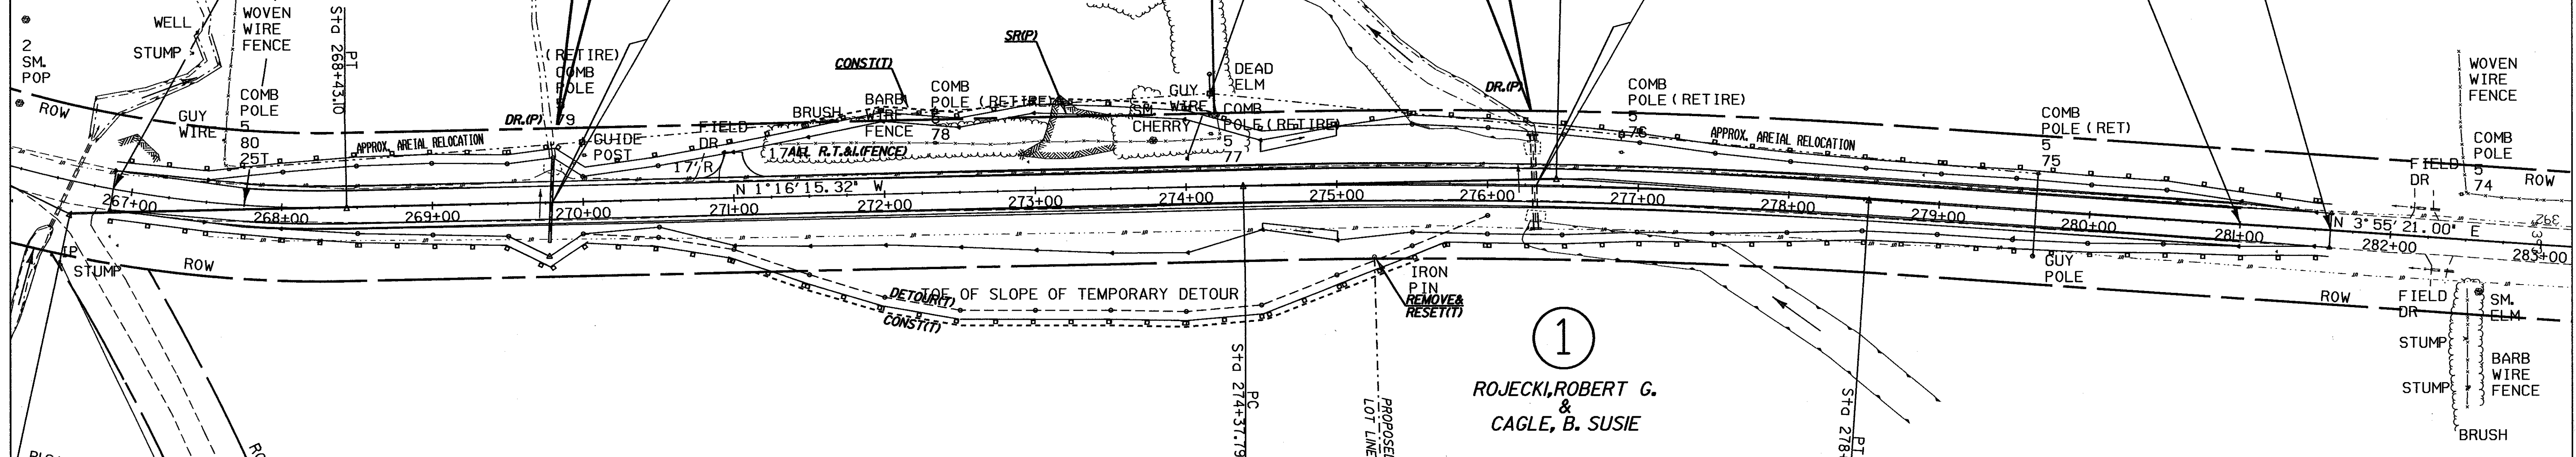 2
SM.
POP
WELL
STUMP
WOVEN
WIRE
FENCE
COMB
POLE
5
80
25T
GUY
WIRE
ROW
PT
Sta 268+43.10
(RETIRE)
COMB
POLE
79
DR.(P)
GUIDE
POST
APPROX. ARETAL RELOCATION
FIELD
DR
17'/R
17'
ALL R.T.&I.(FENCE)
BRUSH
BARB
WIRE
FENCE
CONST(T)
COMB
POLE (RETIRE)
78
SR(P)
SM.
CHERRY
GUY
WIRE
DEAD
ELM
COMB
POLE (RETIRE)
5
77
DR.(P)
COMB
POLE (RETIRE)
5
76
APPROX. ARETAL RELOCATION
COMB
POLE (RET)
5
75
WOVEN
WIRE
FENCE
COMB
POLE
5
74
FIELD
DR
ROW
N 1°16'15.32" W
267+00
268+00
269+00
270+00
271+00
272+00
273+00
274+00
275+00
276+00
277+00
278+00
279+00
280+00
281+00
N 3°55'21.00" E
282+00
283+00
IP
STUMP
ROW
DETOUR(T)
CONST(T)
TOE OF SLOPE OF TEMPORARY DETOUR
IRON
PIN
REMOVE&
RESET(T)
GUY
POLE
ROW
FIELD
DR
SM.
ELM
STUMP
STUMP
BARB
WIRE
FENCE
BRUSH
PC
Sta 274+37.79
PROPOSED
LOT LINE
1
ROJECKI,ROBERT G.
&
CAGLE, B. SUSIE
PT